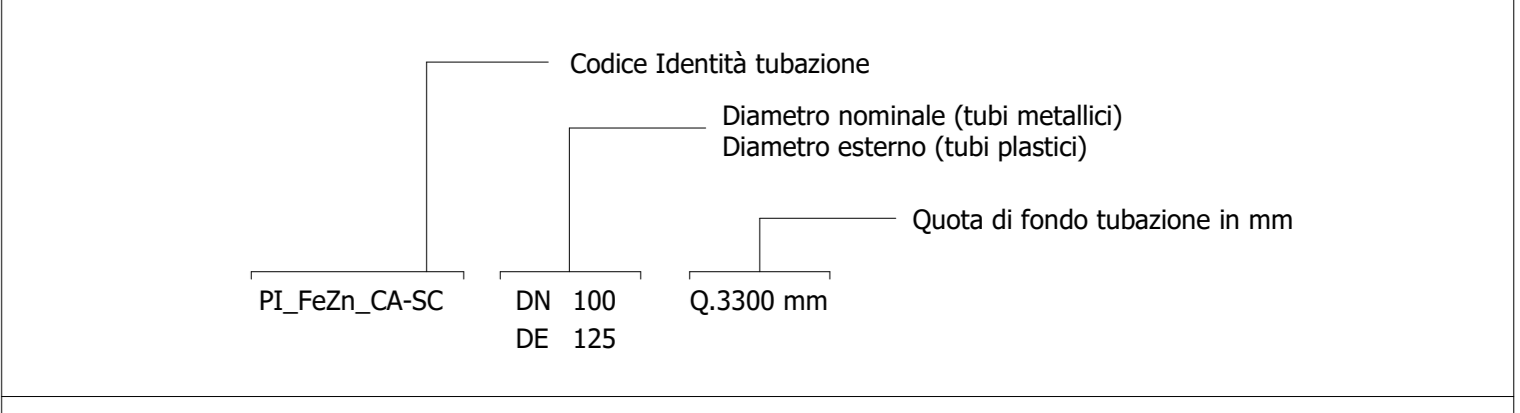 Codice Identità tubazione
Diametro nominale (tubi metallici)
Diametro esterno (tubi plastici)
Quota di fondo tubazione in mm
PI_FeZn_CA-SC DN 100 Q.3300 mm
DE 125